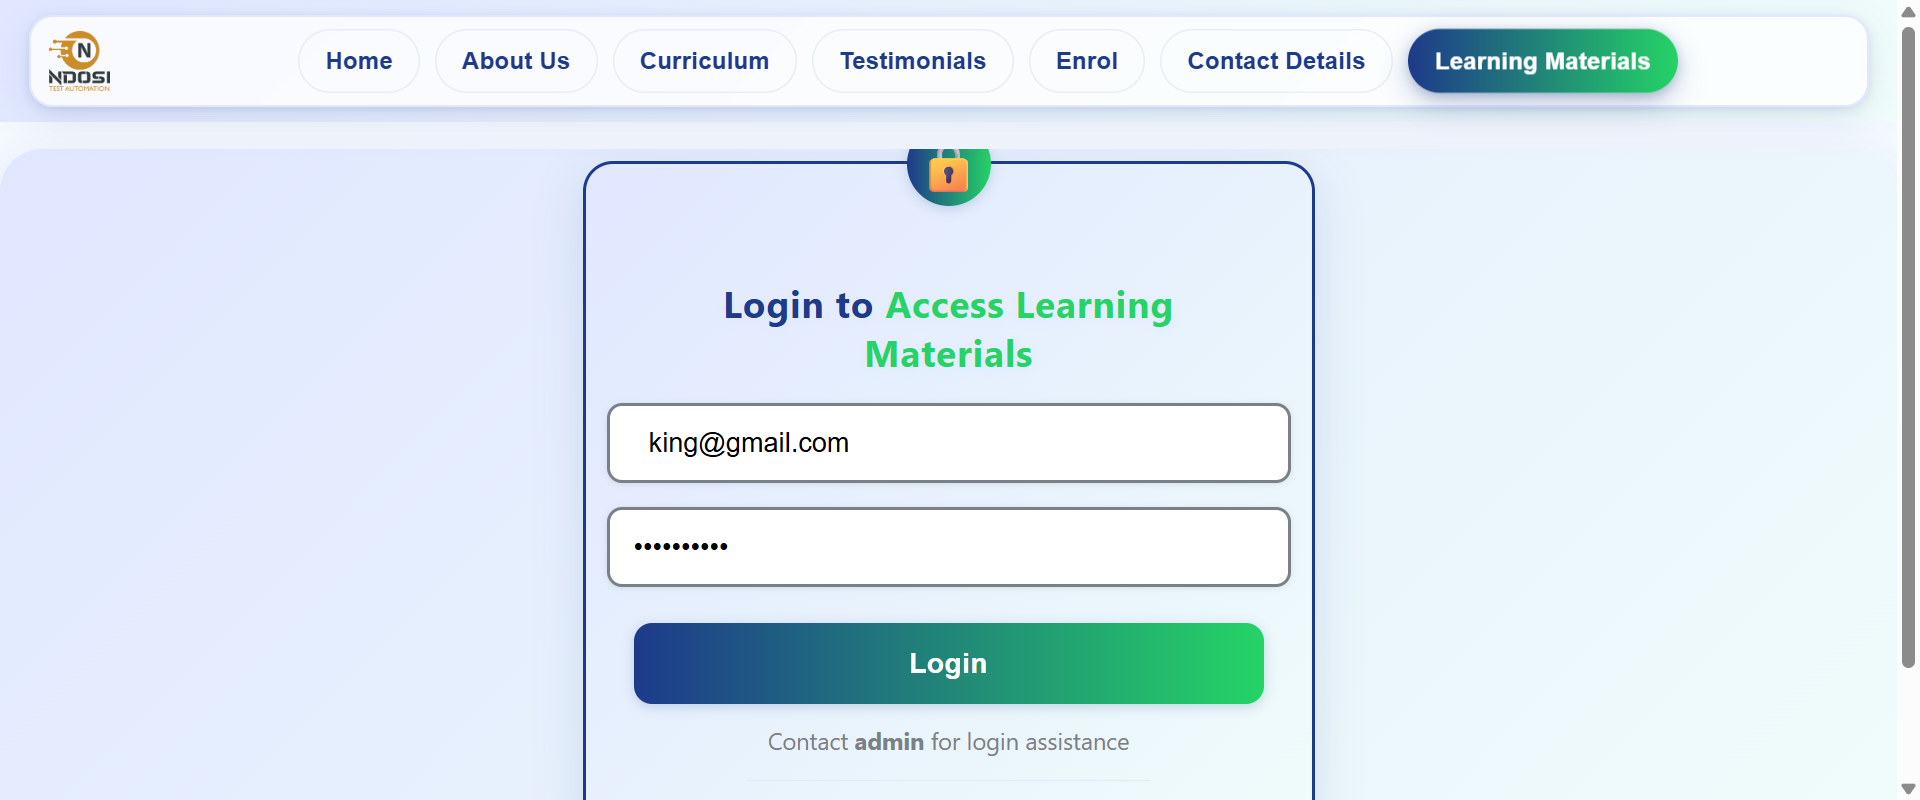 N
NDOSI
TEST AUTOMATION
Home
About Us
Curriculum
Testimonials
Enrol
Contact Details
Learning Materials
Login to Access Learning
Materials
king@gmail.com
••••••••••
Login
Contact admin for login assistance